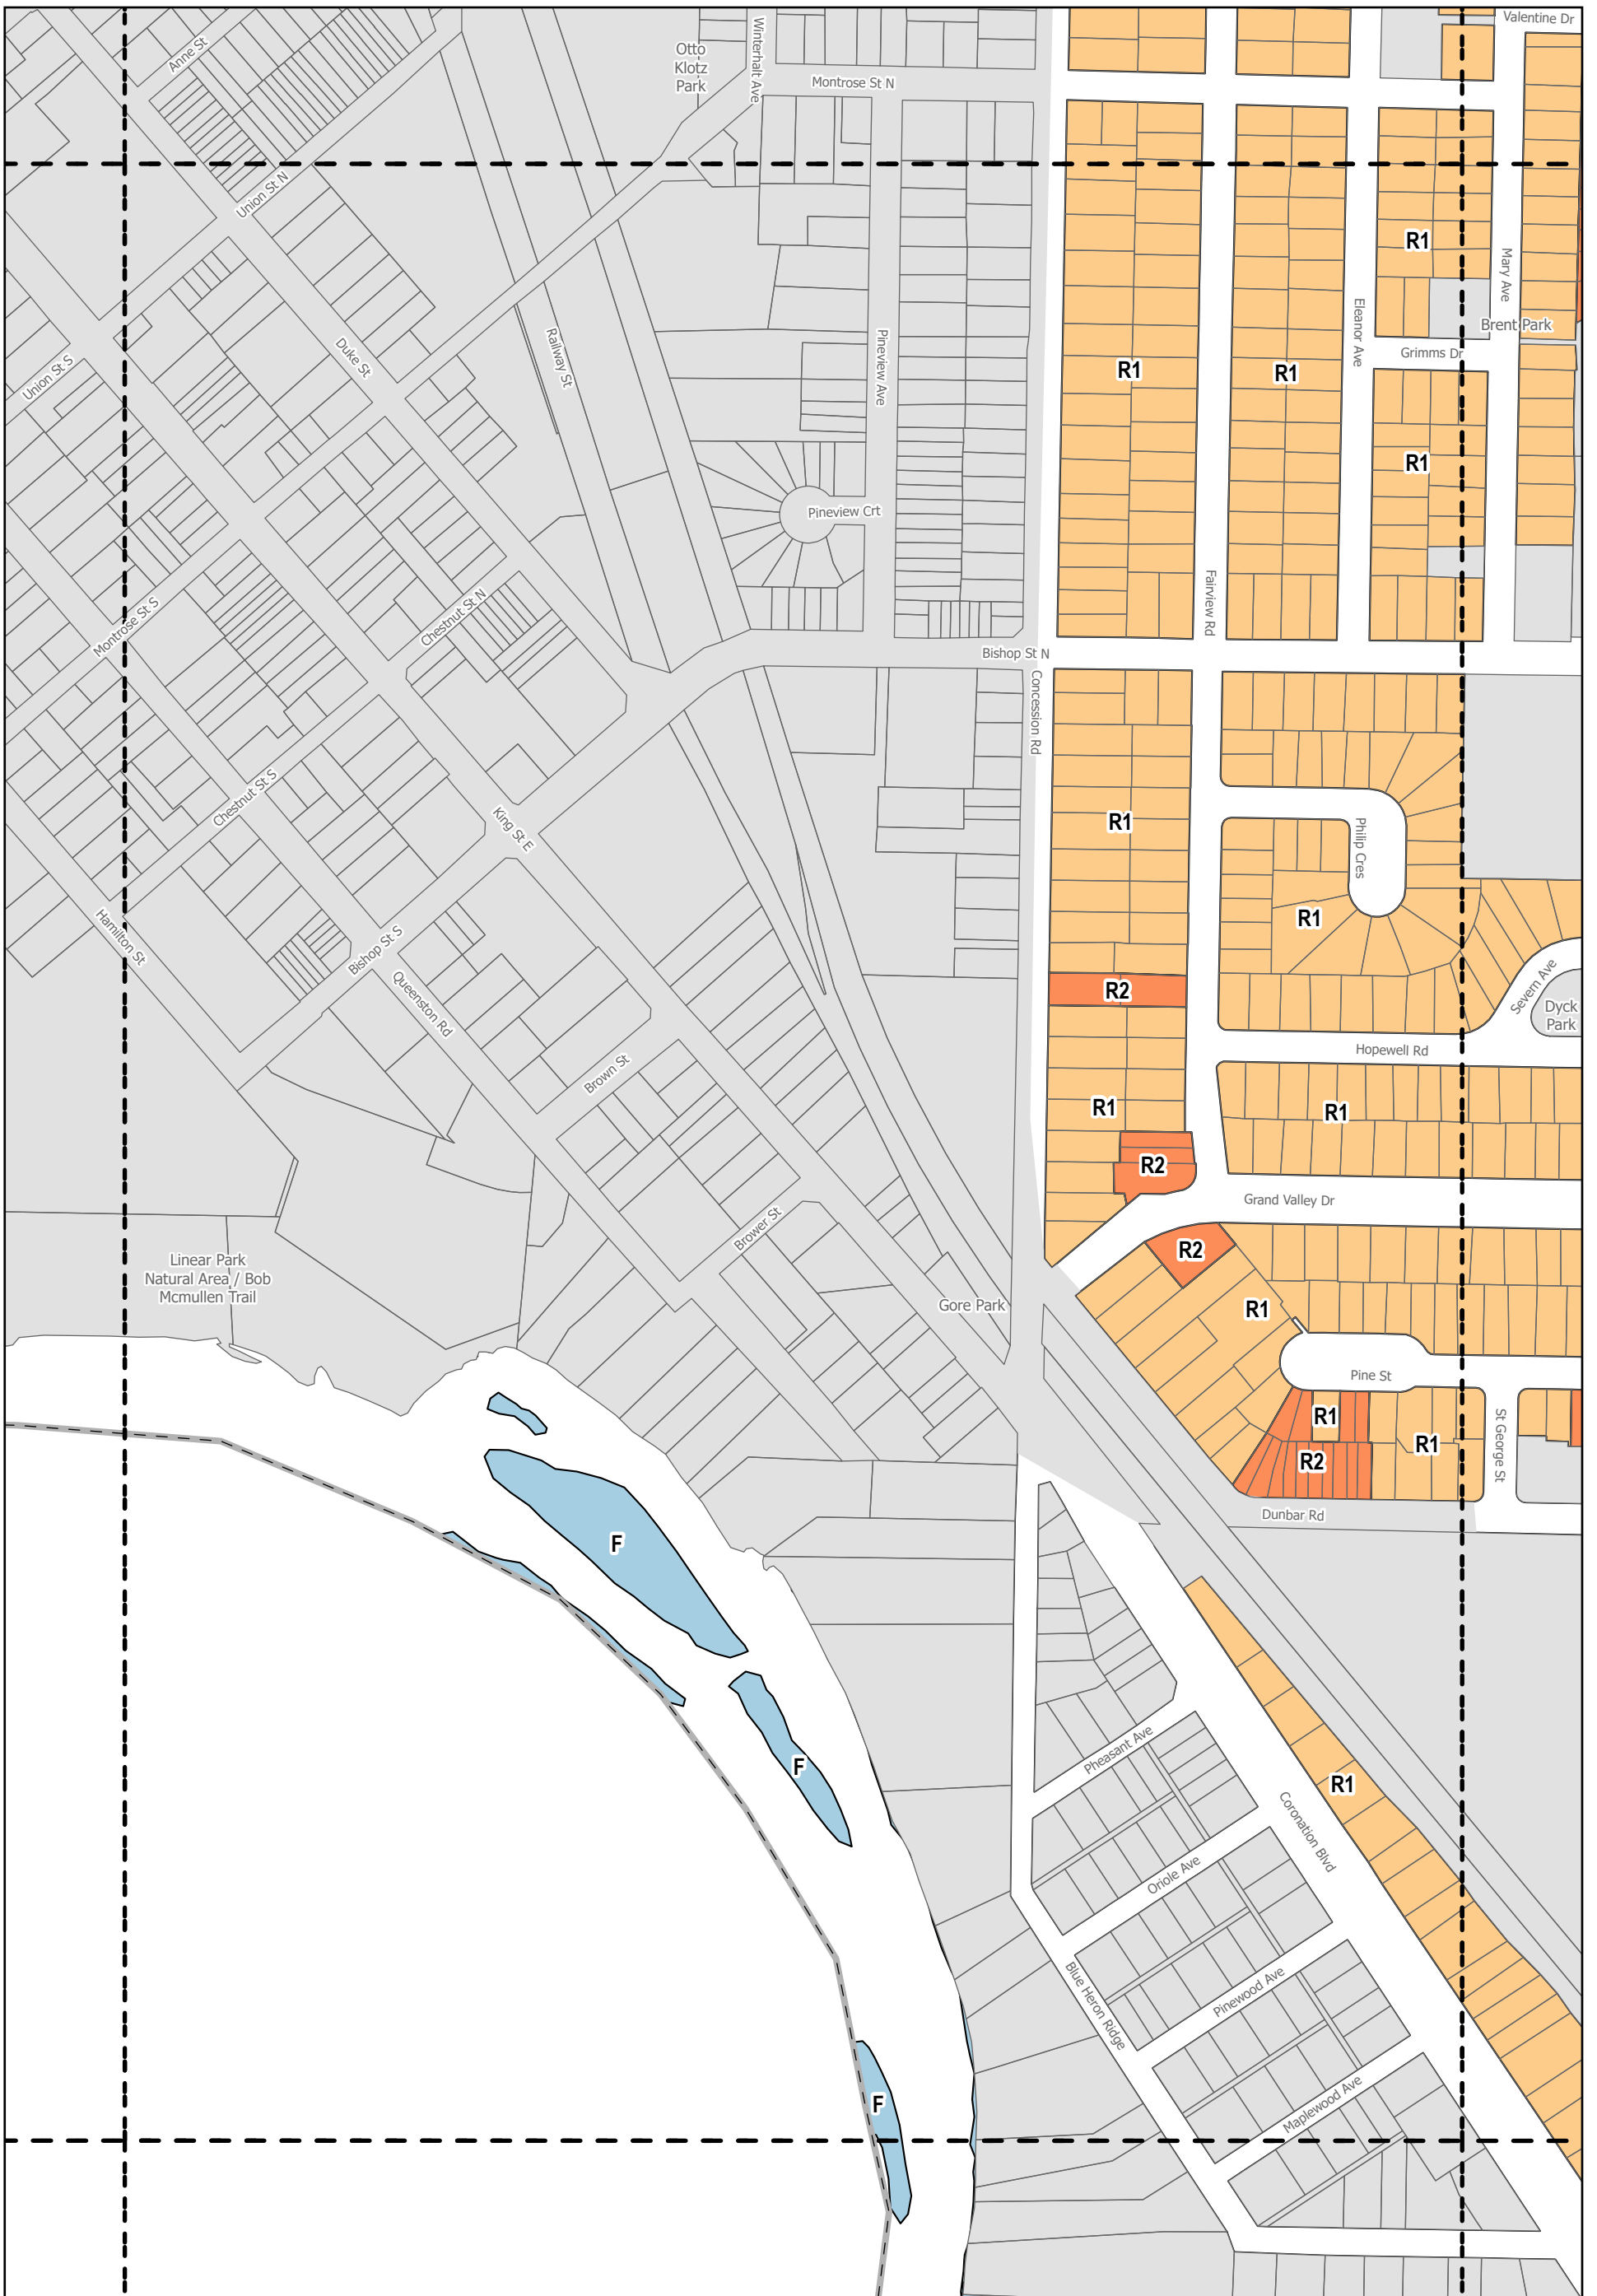 Valentine Dr
Winterhalt Ave
Anne St
Otto
Klotz
Park
Montrose St N
Union St N
R1
Mary Ave
Brent Park
Eleanor Ave
Railway St
Duke St
Pineview Ave
Grimms Dr
Union St S
R1
R1
R1
Pineview Crt
Fairview Rd
Montrose St S
Chestnut St N
Bishop St N
Concession Rd
Chestnut St S
King St E
R1
Philip Cres
R1
Hamilton St
Bishop St S
Queenston Rd
R2
Severn Ave
Dyck
Park
Hopewell Rd
Brown St
R1
R1
R2
Grand Valley Dr
Brower St
R2
Linear Park
Natural Area / Bob
Mcmullen Trail
Gore Park
R1
Pine St
R1
R1
St George St
R2
Dunbar Rd
F
Pheasant Ave
F
R1
Coronation Blvd
Oriole Ave
Blue Heron Ridge
Pinewood Ave
F
Maplewood Ave